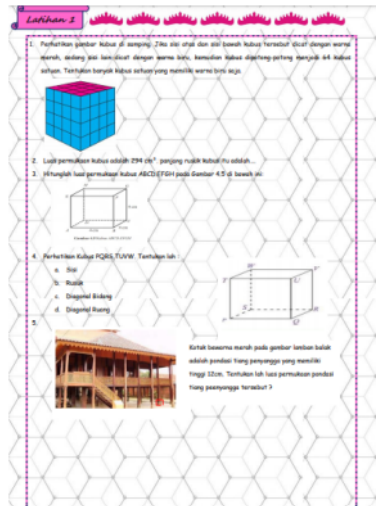 Latihan 1
1. Perhatikan gambar kubus di samping. Jika sisi atas dan sisi bawah kubus tersebut dicat dengan warna
merah, sedang sisi lain dicat dengan warna biru, kemudian kubus dipotong-potong menjadi 64 kubus
satuan. Tentukan banyak kubus satuan yang memiliki warna biru saja.
2. Luas permukaan kubus adalah 294 cm², panjang rusuk kubus itu adalah...
3. Hitunglah luas permukaan kubus ABCD.EFGH pada Gambar 4.5 di bawah ini
4. Perhatikan Kubus PQRS.TUVW. Tentukan lah :
a. Sisi
b. Rusuk
c. Diagonal Bidang
d. Diagonal Ruang
5.
Kotak bewarna merah pada gambar lamban balak
adalah pondasi tiang penyangga yang memiliki
tinggi 12cm. Tentukan lah luas permukaan pondasi
tiang peenyangga tersebut ?